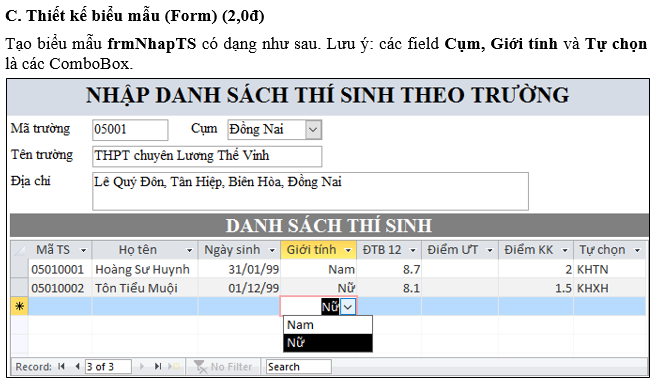 C. Thiết kế biểu mẫu (Form) (2,0đ)
Tạo biểu mẫu frmNhapTS có dạng như sau. Lưu ý: các field Cụm, Giới tính và Tự chọn
là các ComboBox.
NHẬP DANH SÁCH THÍ SINH THEO TRƯỜNG
Mã trường 05001 Cụm Đồng Nai
Tên trường THPT chuyên Lương Thế Vinh
Địa chỉ Lê Quý Đôn, Tân Hiệp, Biên Hòa, Đồng Nai
DANH SÁCH THÍ SINH
Mã TS Họ tên Ngày sinh Giới tính ĐTB 12 Điểm ƯT Điểm KK Tự chọn
05010001 Hoàng Sư Huynh 31/01/99 Nam 8.7 2 KHTN
05010002 Tôn Tiểu Muội 01/12/99 Nữ 8.1 1.5 KHXH
Nữ
Nam
Nữ
Record: 3 of 3 No Filter Search